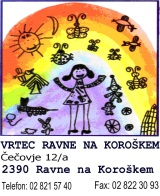 VRTEC RAVNE NA KOROŠKEM
Čečovje 12/a
2390 Ravne na Koroškem
Telefon: 02 821 57 40 Fax: 02 822 30 93